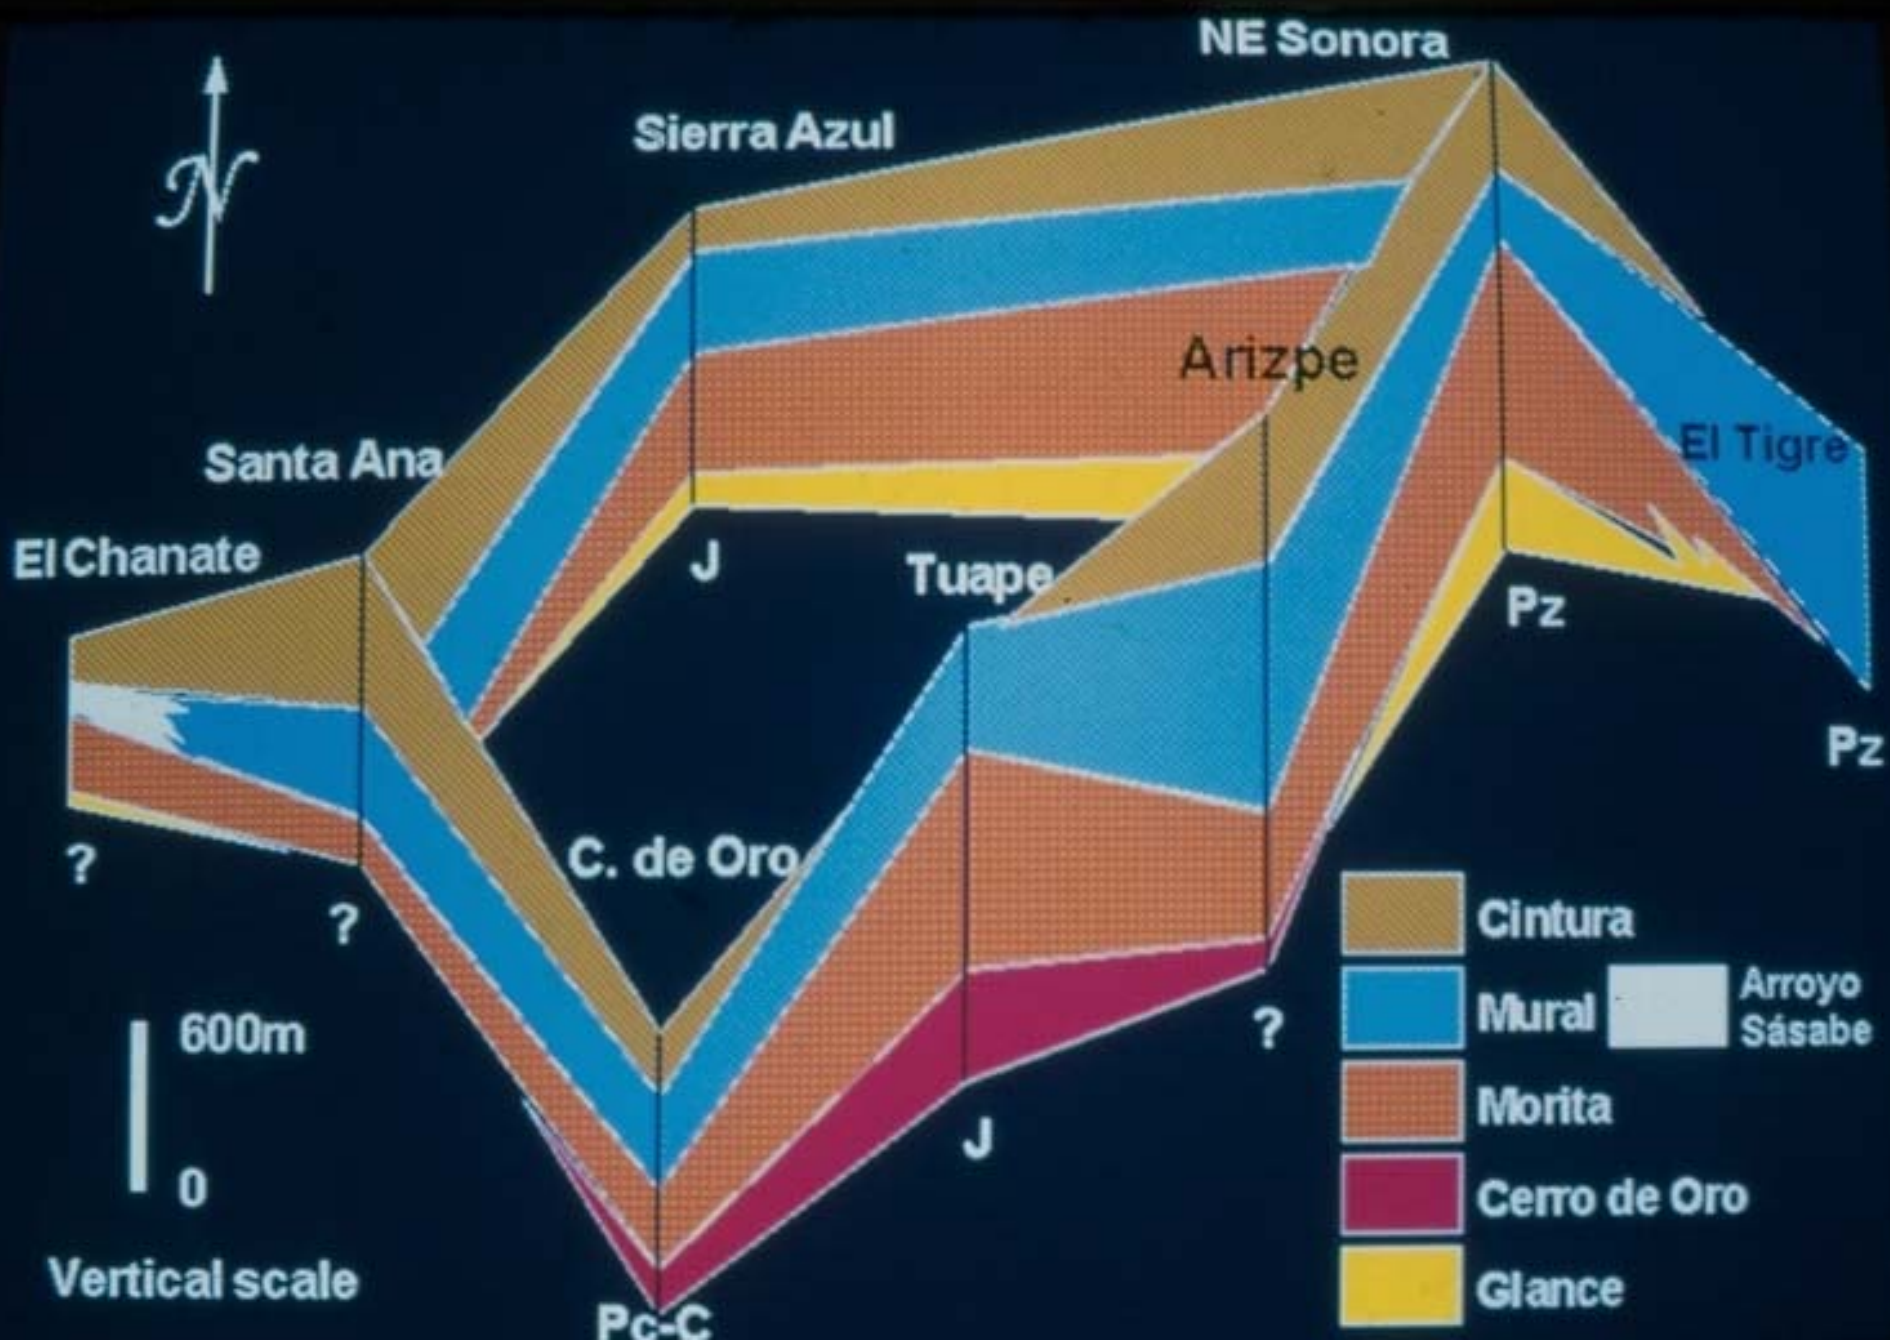 NE Sonora
Sierra Azul
N
Arizpe
El Tigre
Santa Ana
El Chanate
J
Tuape
Pz
Pz
C. de Oro
?
?
?
J
Pc-C
600m
0
Vertical scale
Cintura
Mural
Arroyo
Sásabe
Morita
Cerro de Oro
Glance